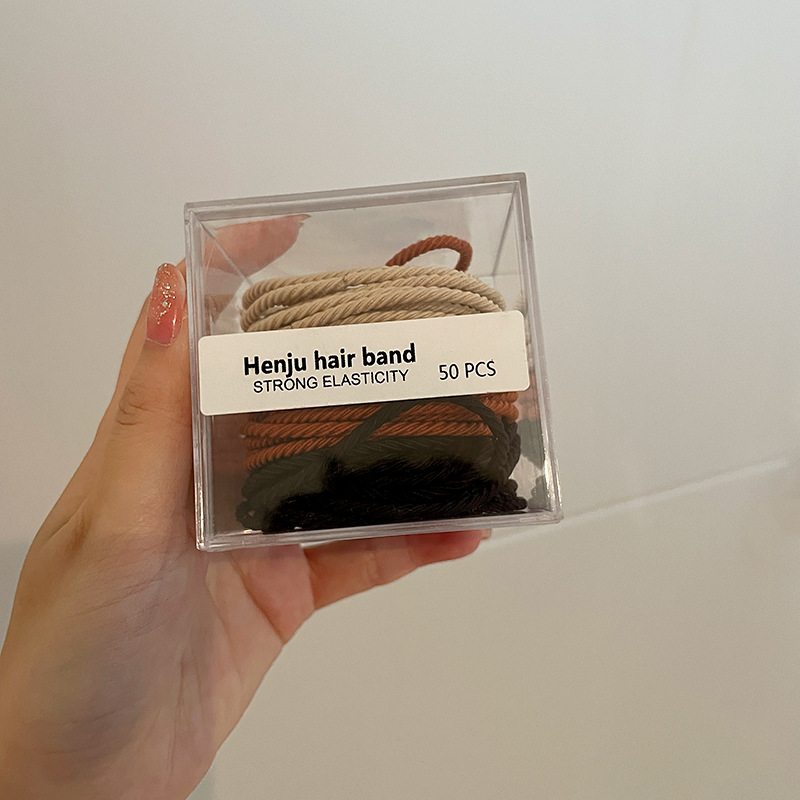 Henju hair band
STRONG ELASTICITY 50 PCS